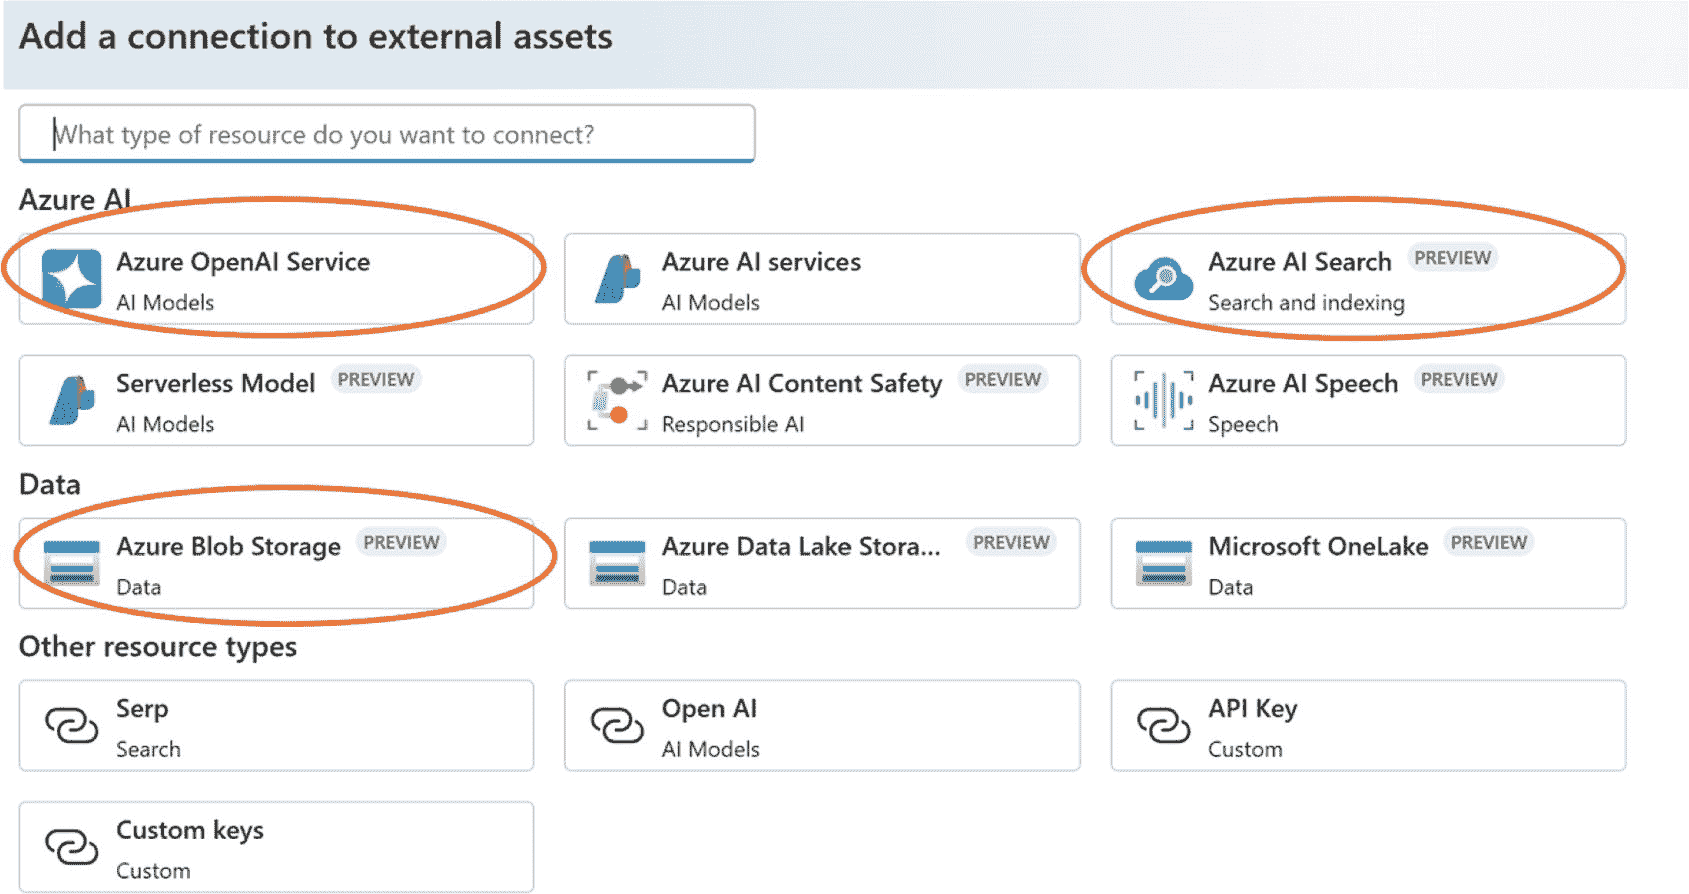 Add a connection to external assets
What type of resource do you want to connect?
Azure AI
Azure OpenAI Service
AI Models
Azure AI services
AI Models
Azure AI Search PREVIEW
Search and indexing
Serverless Model PREVIEW
AI Models
Azure AI Content Safety PREVIEW
Responsible AI
Azure AI Speech PREVIEW
Speech
Data
Azure Blob Storage PREVIEW
Data
Azure Data Lake Stora... PREVIEW
Data
Microsoft OneLake PREVIEW
Data
Other resource types
Serp
Search
Open AI
AI Models
API Key
Custom
Custom keys
Custom